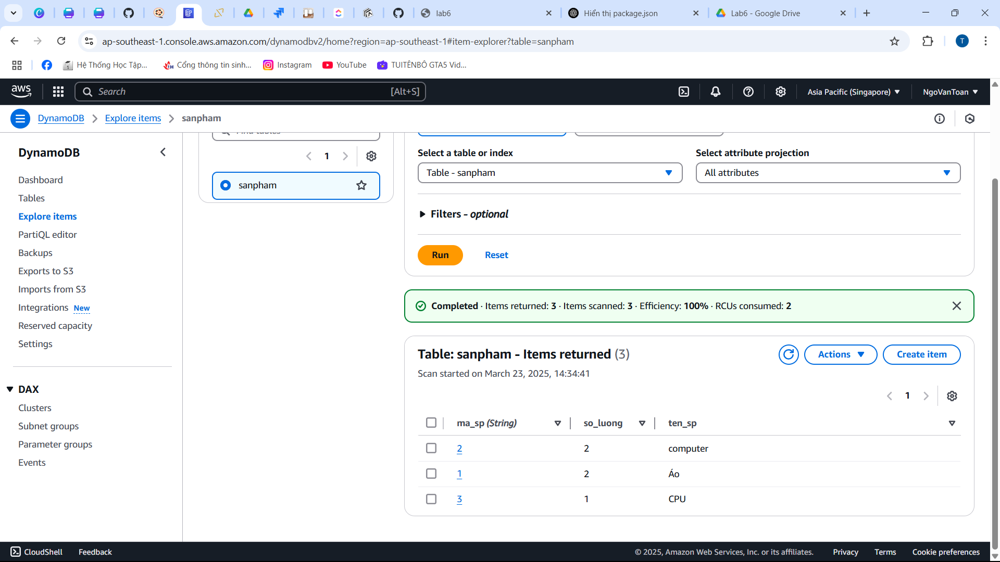 lab6
Hiển thị package.json
Lab6 - Google Drive
ap-southeast-1.console.aws.amazon.com/dynamodbv2/home?region=ap-southeast-1#item-explorer?table=sanpham
T
Hệ Thống Học Tập...
Cổng thông tin sinh...
Instagram
YouTube
TUITÊNBÔ GTA5 Vid...
aws
Search
[Alt+S]
Asia Pacific (Singapore)
NgoVanToan
DynamoDB
Explore items
sanpham
DynamoDB
Dashboard
Tables
Explore items
PartiQL editor
Backups
Exports to S3
Imports from S3
Integrations New
Reserved capacity
Settings
DAX
Clusters
Subnet groups
Parameter groups
Events
Find tables
1
sanpham
Select a table or index
Table - sanpham
Select attribute projection
All attributes
Filters - optional
Run
Reset
Completed · Items returned: 3 · Items scanned: 3 · Efficiency: 100% · RCUs consumed: 2
Table: sanpham - Items returned (3)
Scan started on March 23, 2025, 14:34:41
Actions
Create item
1
ma_sp (String) so_luong ten_sp
2 2 computer
1 2 Áo
3 1 CPU
CloudShell
Feedback
© 2025, Amazon Web Services, Inc. or its affiliates.
Privacy
Terms
Cookie preferences